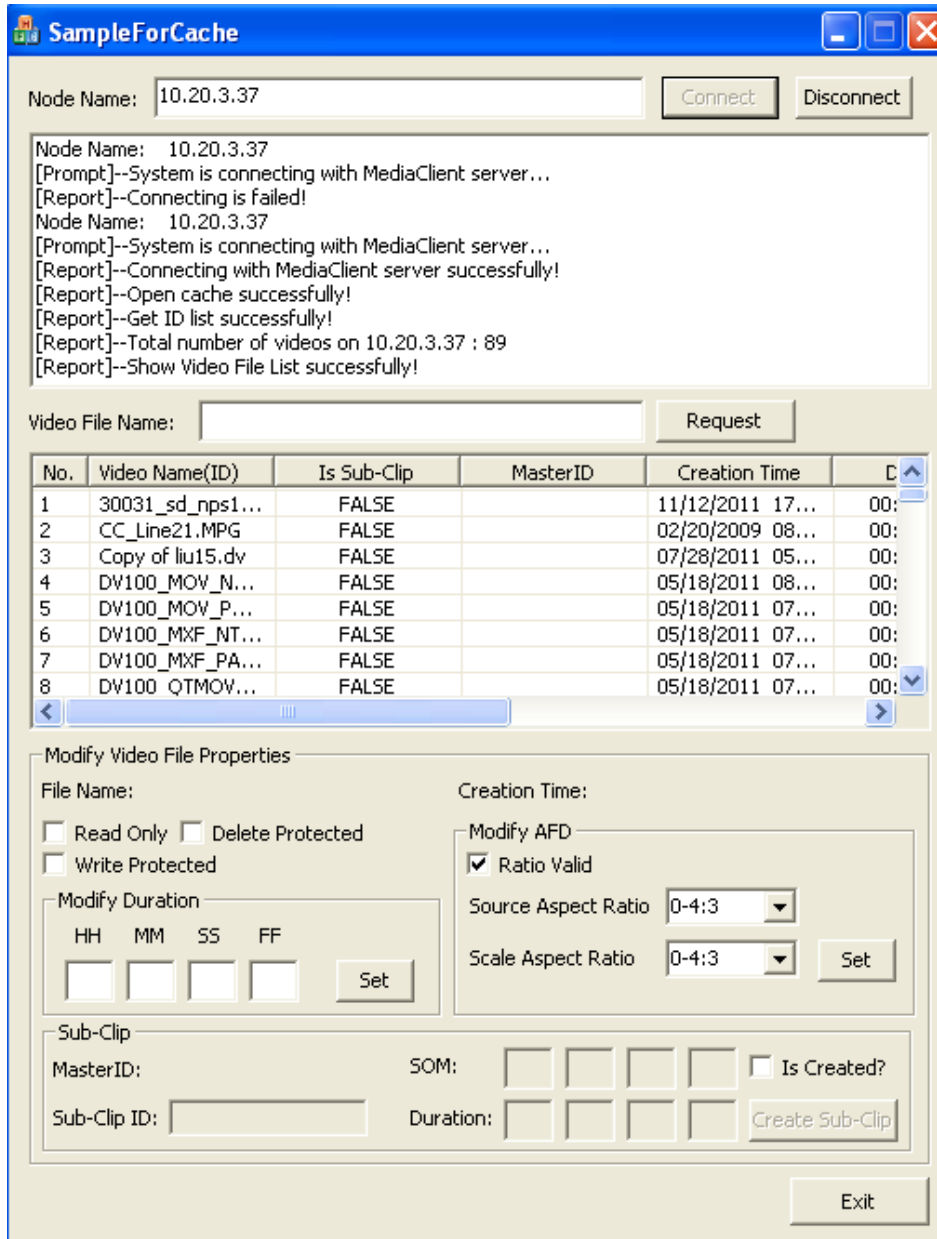 SampleForCache
Node Name: 10.20.3.37 Connect Disconnect
Node Name: 10.20.3.37
[Prompt]--System is connecting with MediaClient server...
[Report]--Connecting is failed!
Node Name: 10.20.3.37
[Prompt]--System is connecting with MediaClient server...
[Report]--Connecting with MediaClient server successfully!
[Report]--Open cache successfully!
[Report]--Get ID list successfully!
[Report]--Total number of videos on 10.20.3.37 : 89
[Report]--Show Video File List successfully!
Video File Name: Request
No. Video Name(ID) Is Sub-Clip MasterID Creation Time D
1 30031_sd_nps1... FALSE 11/12/2011 17... 00:
2 CC_Line21.MPG FALSE 02/20/2009 08... 00:
3 Copy of liu15.dv FALSE 07/28/2011 05... 00:
4 DV100_MOV_N... FALSE 05/18/2011 08... 00:
5 DV100_MOV_P... FALSE 05/18/2011 07... 00:
6 DV100_MXF_NT... FALSE 05/18/2011 07... 00:
7 DV100_MXF_PA... FALSE 05/18/2011 07... 00:
8 DV100_QTMOV... FALSE 05/18/2011 07... 00:
Modify Video File Properties
File Name: Creation Time:
Read Only Delete Protected
Write Protected
Modify Duration
HH MM SS FF
Set
Modify AFD
Ratio Valid
Source Aspect Ratio 0-4:3
Scale Aspect Ratio 0-4:3 Set
Sub-Clip
MasterID: SOM: Is Created?
Sub-Clip ID: Duration: Create Sub-Clip
Exit